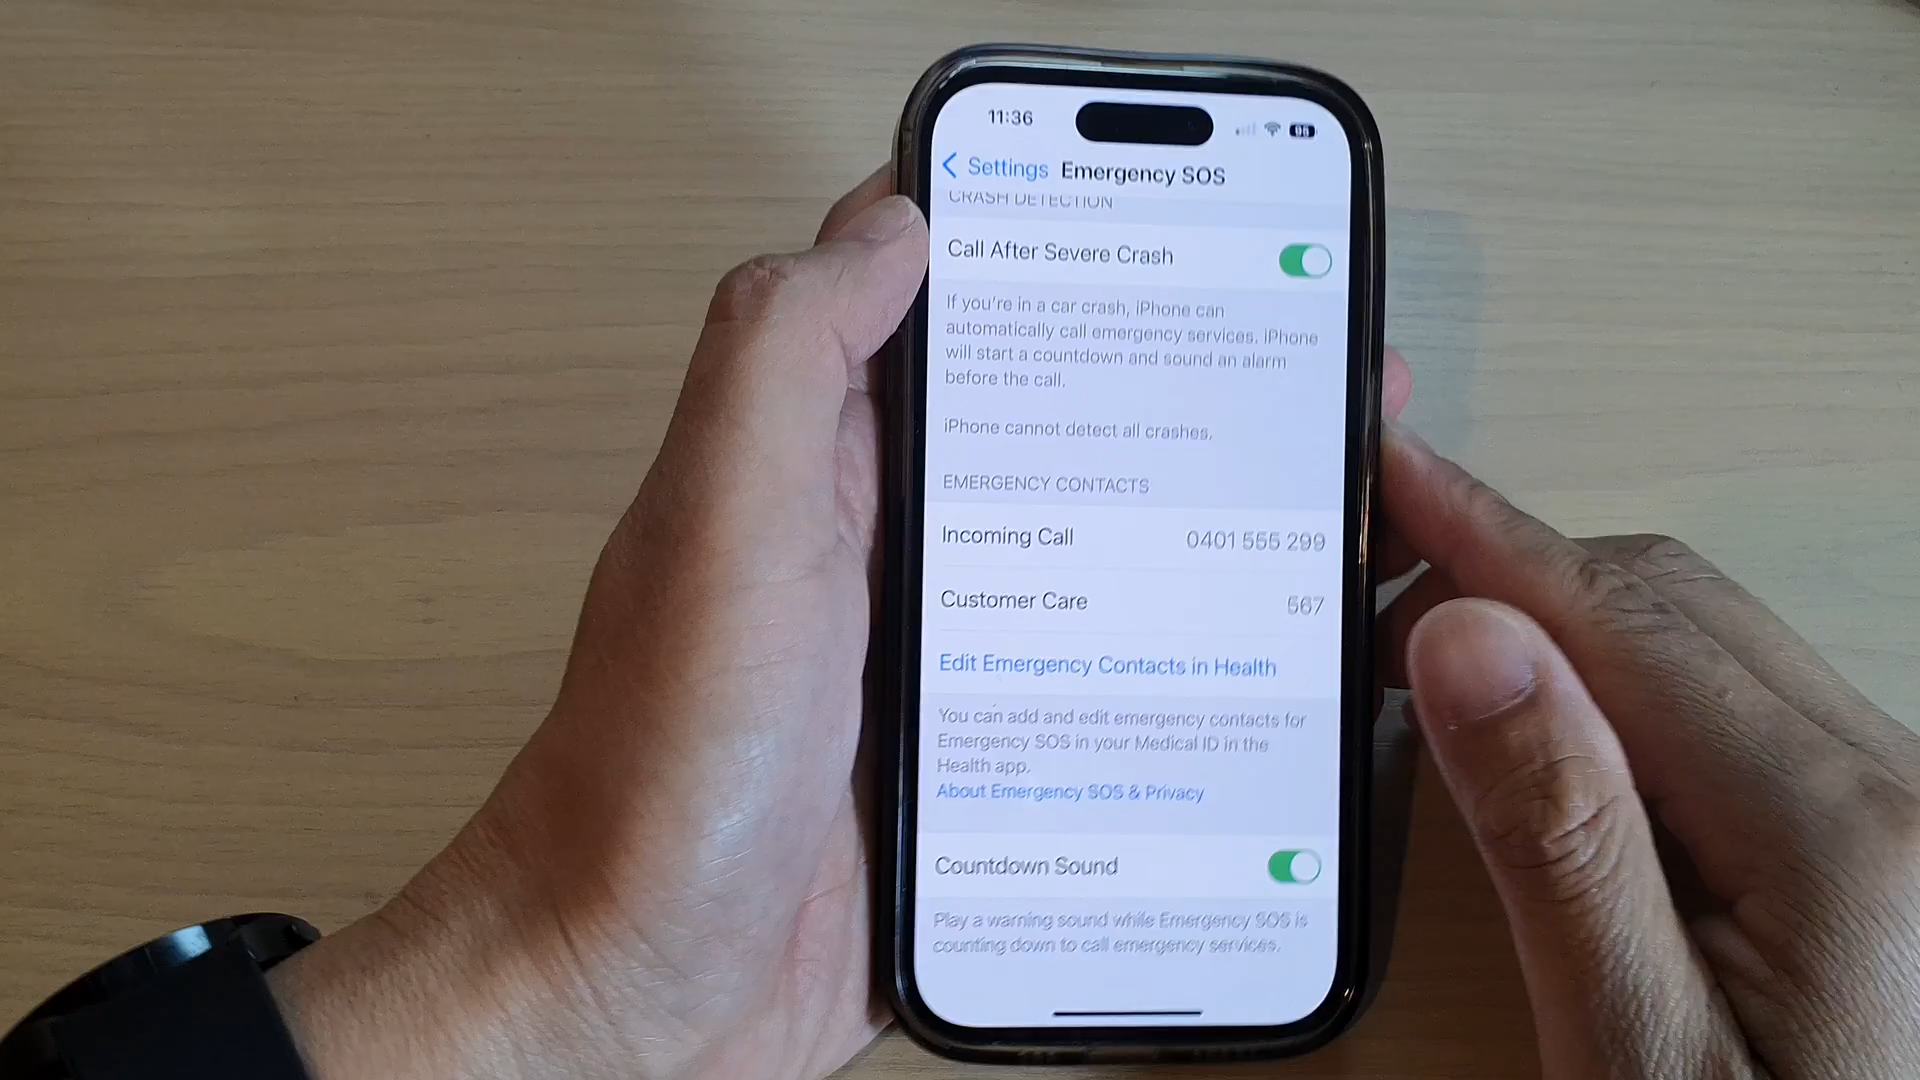 11:36
Settings Emergency SOS
CRASH DETECTION
Call After Severe Crash
If you're in a car crash, iPhone can
automatically call emergency services. iPhone
will start a countdown and sound an alarm
before the call.
iPhone cannot detect all crashes.
EMERGENCY CONTACTS
Incoming Call 0401 555 299
Customer Care 567
Edit Emergency Contacts in Health
You can add and edit emergency contacts for
Emergency SOS in your Medical ID in the
Health app.
About Emergency SOS & Privacy
Countdown Sound
Play a warning sound while Emergency SOS is
counting down to call emergency services.